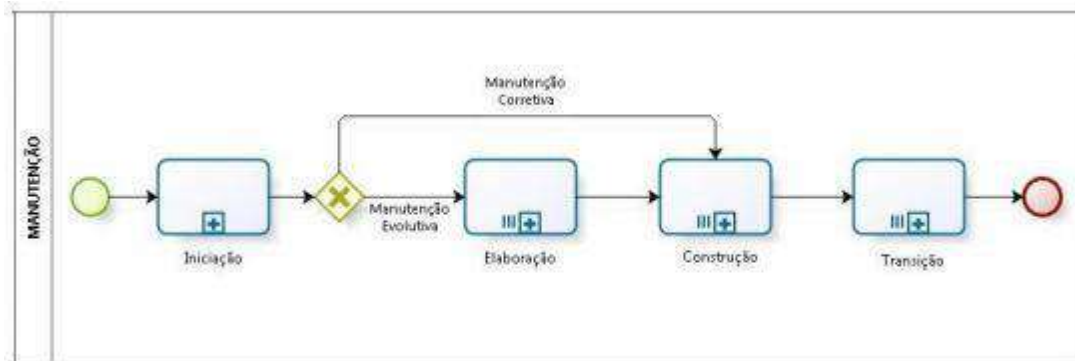 MANUTENÇÃO
Manutenção
Corretiva
Manutenção
Evolutiva
Iniciação
Elaboração
Construção
Transição